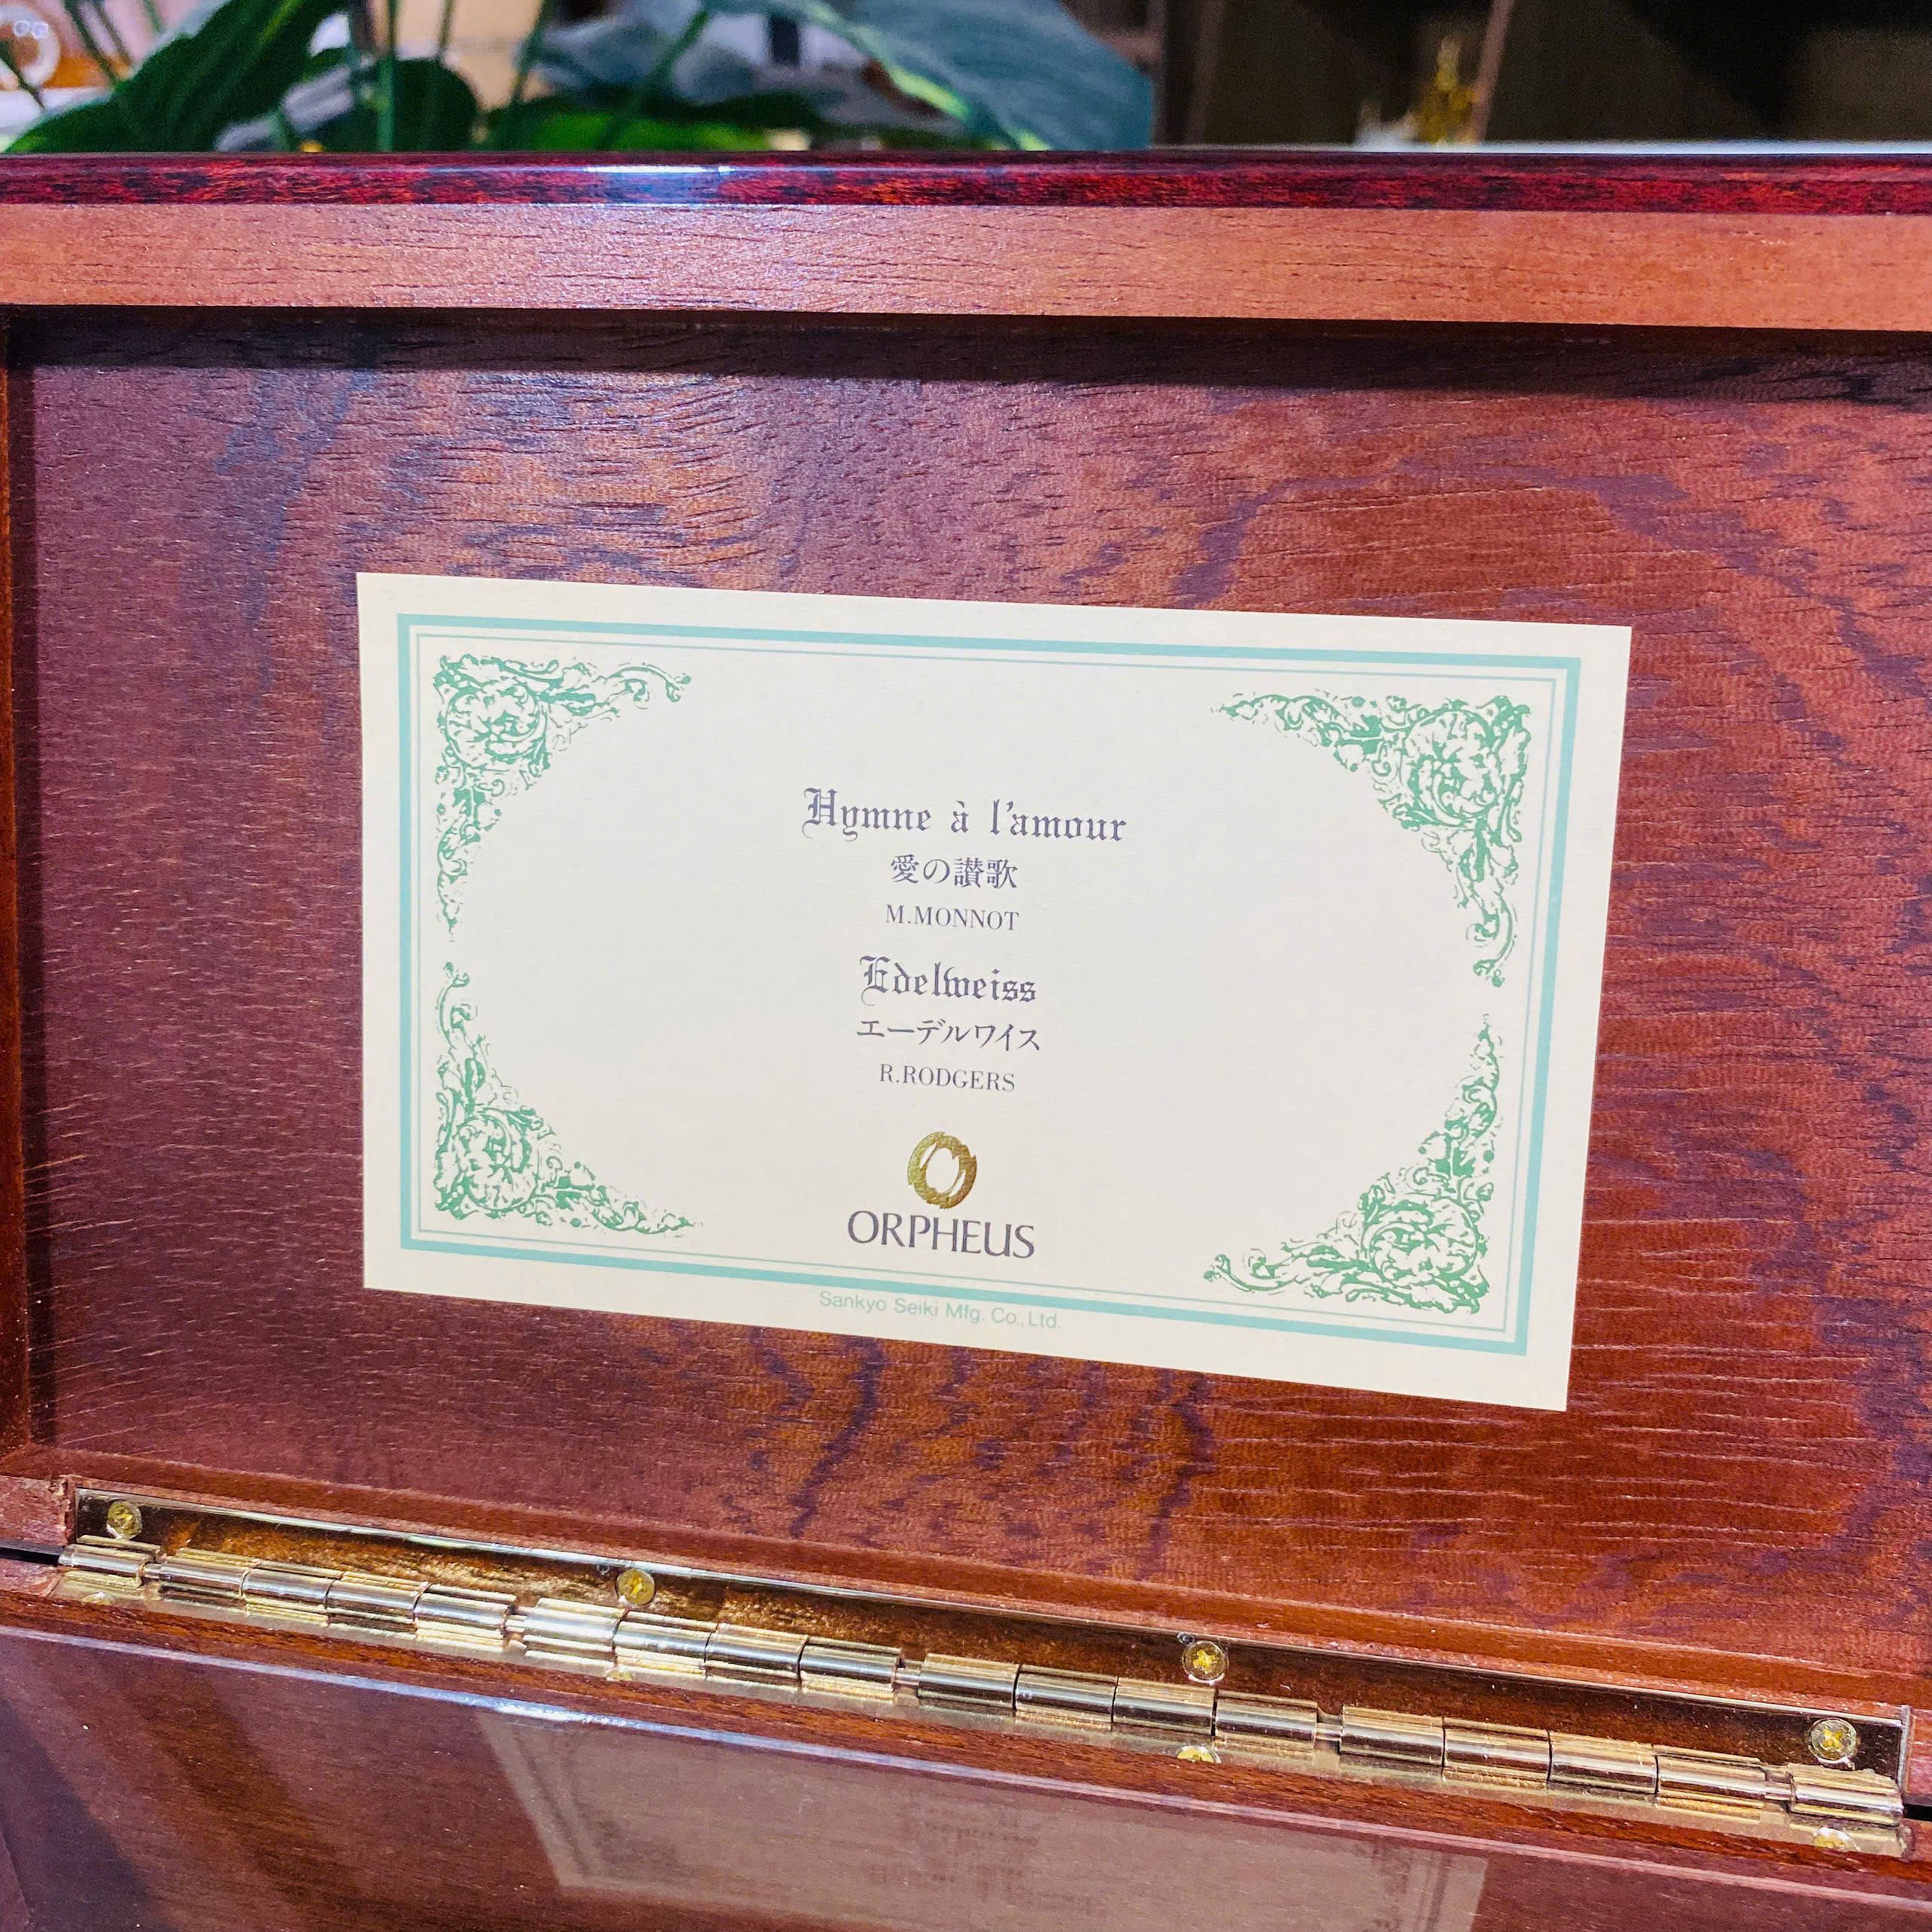 Hymne à l'amour
愛の讃歌
M.MONNOT
Edelweiss
エーデルワイス
R.RODGERS
ORPHEUS
Sankyo Seiki Mfg. Co., Ltd.